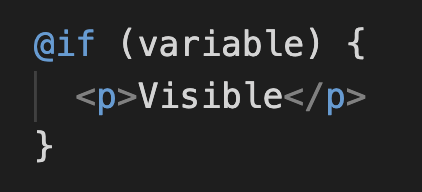 @if (variable) {
  <p>Visible</p>
}